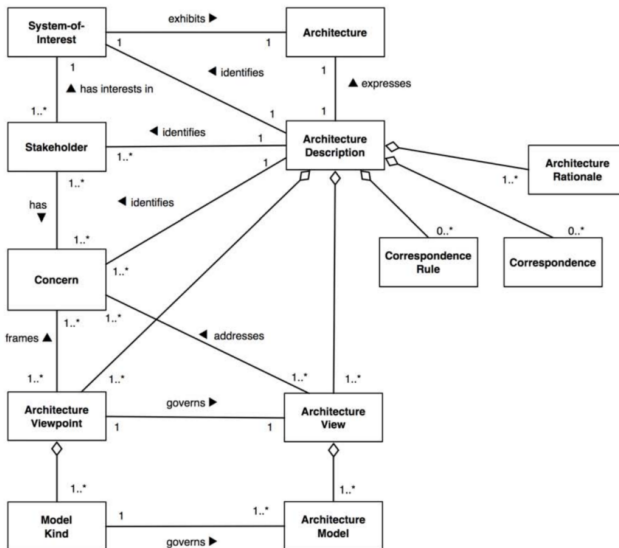 System-of-
Interest
exhibits ▶
1
1
Architecture
1
1
◀ identifies
1
▲ has interests in
▲ expresses
1..*
1
1
Stakeholder
◀ identifies
1
1..*
Architecture
Description
1
1..*
Architecture
Rationale
1..*
has
▼
◀ identifies
1..*
1..*
0..*
0..*
Correspondence
Rule
Correspondence
Concern
1..*
1..*
frames ▲
◀ addresses
1..*
1..*
1..*
1..*
Architecture
Viewpoint
governs ▶
1
1
Architecture
View
1..*
1..*
Model
Kind
1
1..*
governs ▶
Architecture
Model